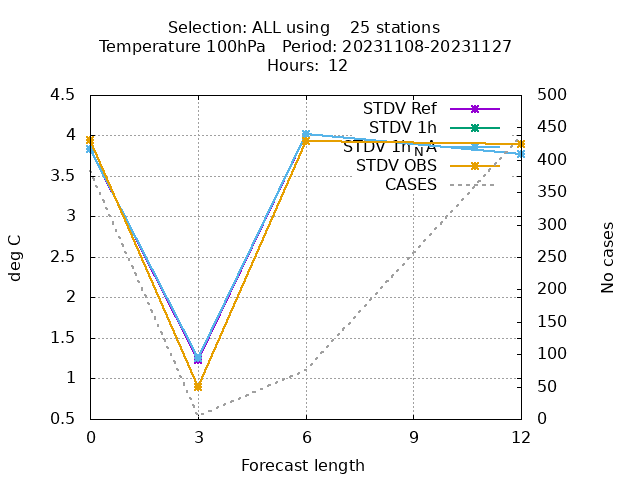 Selection: ALL using 25 stations
Temperature 100hPa Period: 20231108-20231127
Hours: 12
4.5
4
3.5
3
2.5
2
1.5
1
0.5
500
450
400
350
300
250
200
150
100
50
0
STDV Ref
STDV 1h
STDV 1h_NA
STDV OBS
CASES
deg C
No cases
0 3 6 9 12
Forecast length